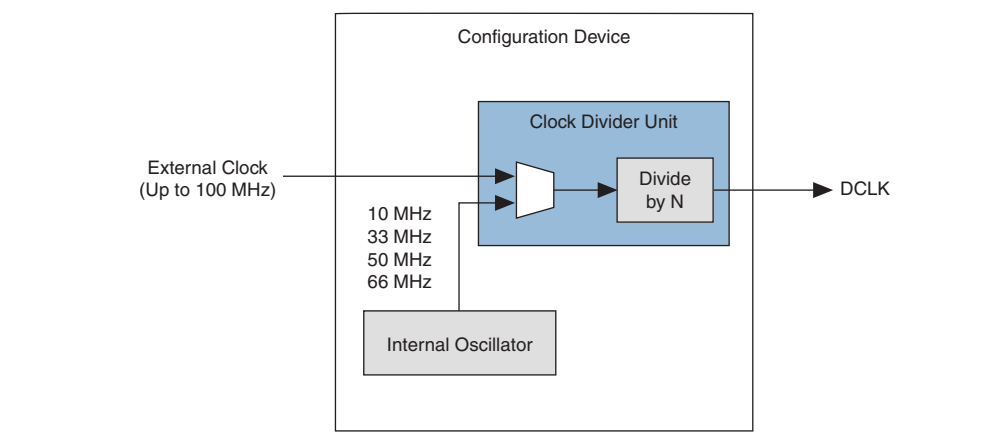 Configuration Device
Clock Divider Unit
External Clock
(Up to 100 MHz)
Divide
by N
DCLK
10 MHz
33 MHz
50 MHz
66 MHz
Internal Oscillator